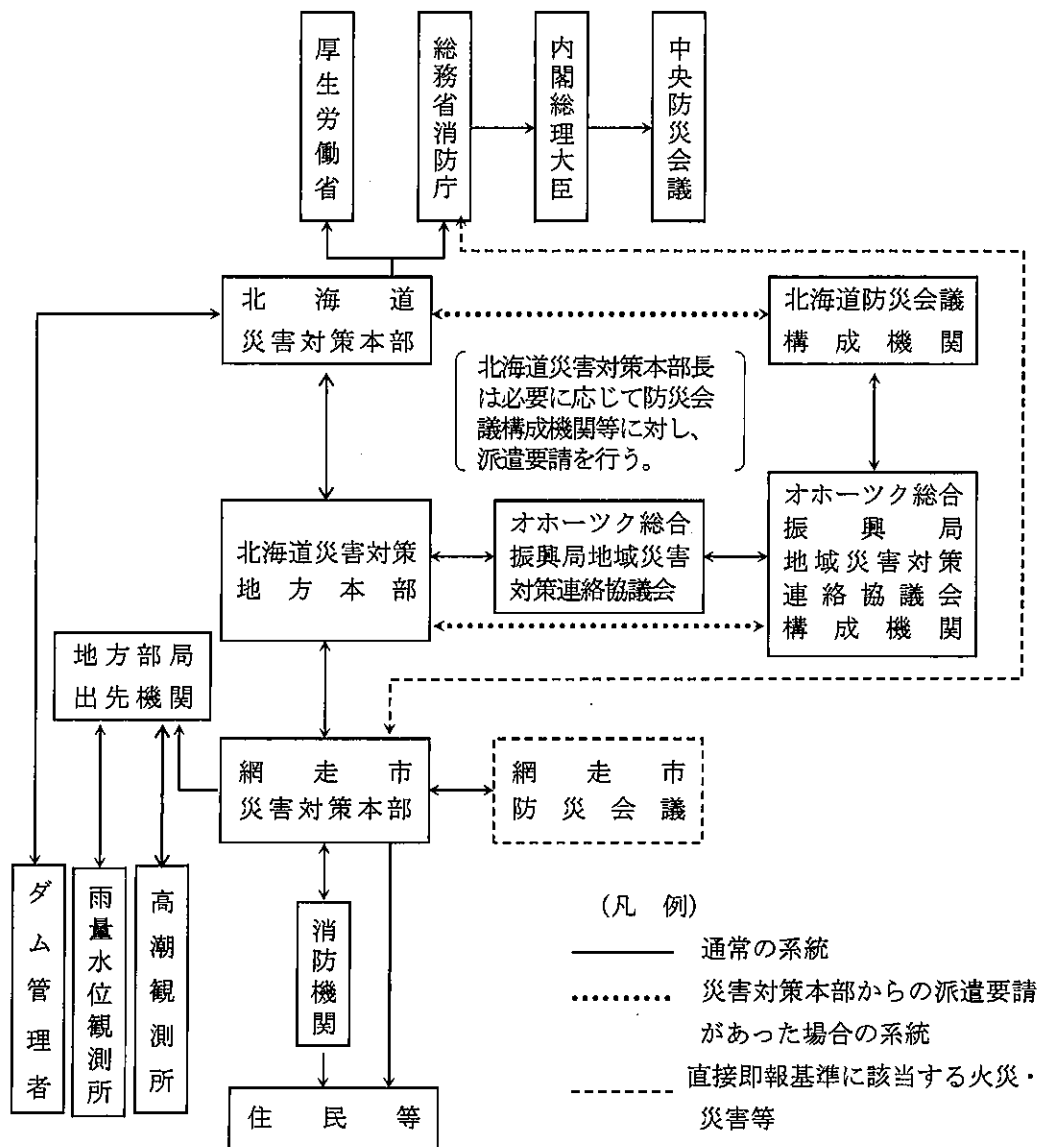 厚生労働省
総務省消防庁
内閣総理大臣
中央防災会議
北海道
災害対策本部
北海道防災会議
構成機関
北海道災害対策本部長
は必要に応じて防災会
議構成機関等に対し、
派遣要請を行う。
北海道災害対策
地方本部
オホーツク総合
振興局地域災害
対策連絡協議会
オホーツク総合
振興局
地域災害対策
連絡協議会
構成機関
地方部局
出先機関
網走市
災害対策本部
網走市
防災会議
ダム管理者
雨量水位観測所
高潮観測所
消防機関
住民等
(凡 例)
通常の系統
災害対策本部からの派遣要請
があった場合の系統
直接即報基準に該当する火災・
災害等